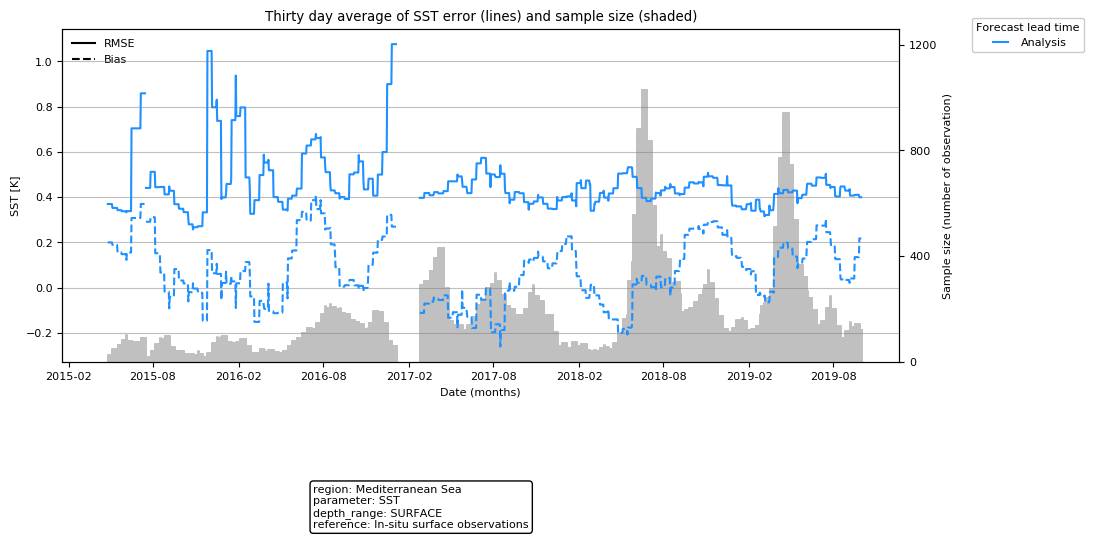 Thirty day average of SST error (lines) and sample size (shaded)
Forecast lead time
Analysis
RMSE
Bias
SST [K]
1.0
0.8
0.6
0.4
0.2
0.0
−0.2
1200
800
400
0
Sample size (number of observation)
2015-02
2015-08
2016-02
2016-08
2017-02
2017-08
2018-02
2018-08
2019-02
2019-08
Date (months)
region: Mediterranean Sea
parameter: SST
depth_range: SURFACE
reference: In-situ surface observations